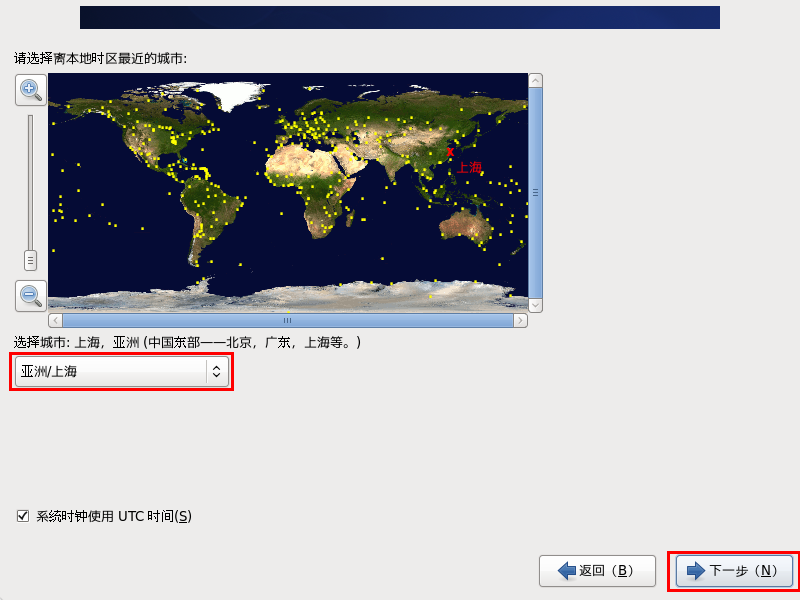 请选择离本地时区最近的城市:
上海
选择城市: 上海，亚洲 (中国东部——北京，广东，上海等。)
亚洲/上海
系统时钟使用 UTC 时间(S)
返回（B）
下一步（N）